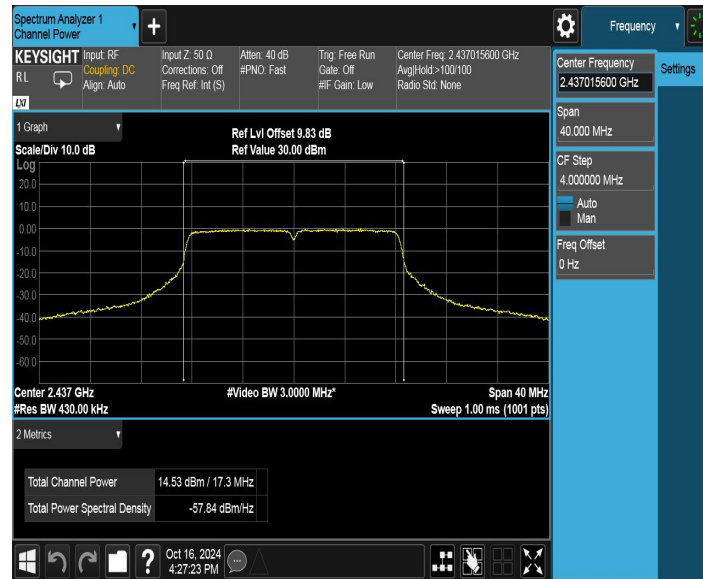 Spectrum Analyzer 1
Channel Power
+
Frequency
KEYSIGHT
R L
LXI
Input: RF
Coupling: DC
Align: Auto
Input Z: 50 Ω
Corrections: Off
Freq Ref: Int (S)
Atten: 40 dB
#PNO: Fast
Trig: Free Run
Gate: Off
#IF Gain: Low
Center Freq: 2.437015600 GHz
Avg|Hold:>100/100
Radio Std: None
Center Frequency
2.437015600 GHz
Settings
Span
40.000 MHz
CF Step
4.000000 MHz
Auto
Man
Freq Offset
0 Hz
1 Graph
Scale/Div 10.0 dB
Ref Lvl Offset 9.83 dB
Ref Value 30.00 dBm
Log
20.0
10.0
0.00
-10.0
-20.0
-30.0
-40.0
-50.0
-60.0
Center 2.437 GHz
#Video BW 3.0000 MHz*
Span 40 MHz
#Res BW 430.00 kHz
Sweep 1.00 ms (1001 pts)
2 Metrics
Total Channel Power 14.53 dBm / 17.3 MHz
Total Power Spectral Density -57.84 dBm/Hz
?
Oct 16, 2024
4:27:23 PM